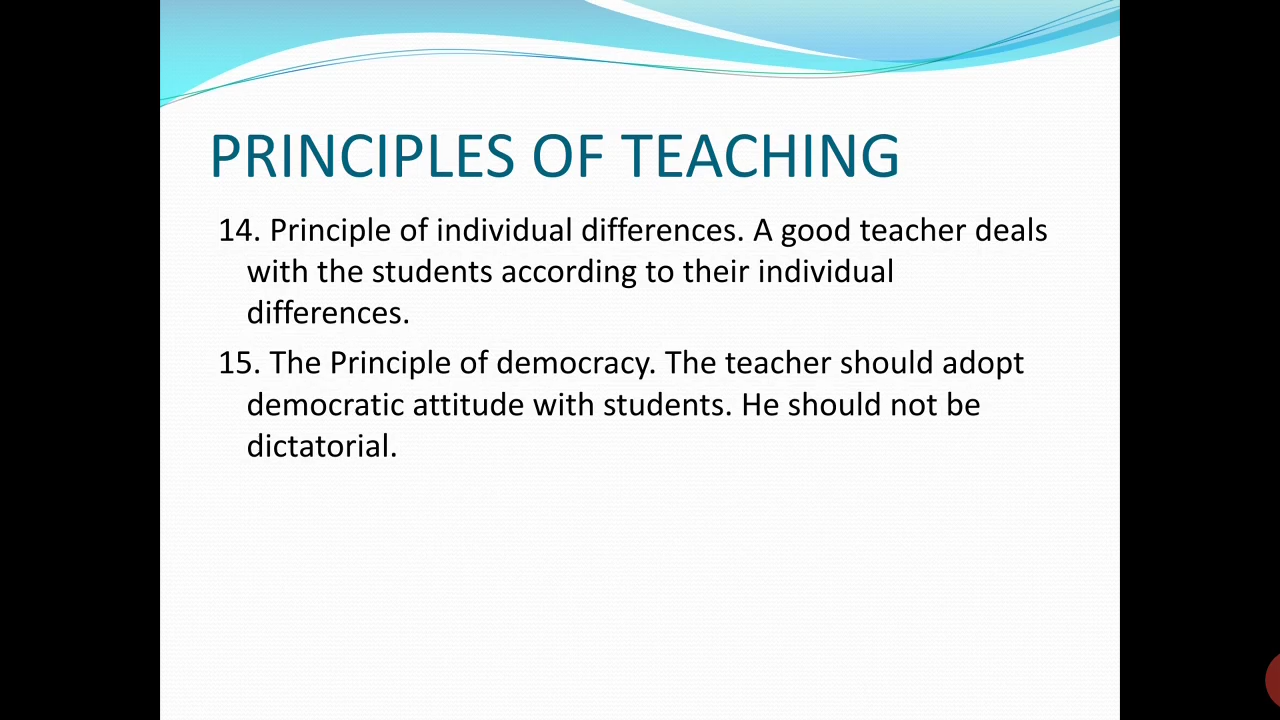 PRINCIPLES OF TEACHING
14. Principle of individual differences. A good teacher deals
with the students according to their individual
differences.
15. The Principle of democracy. The teacher should adopt
democratic attitude with students. He should not be
dictatorial.